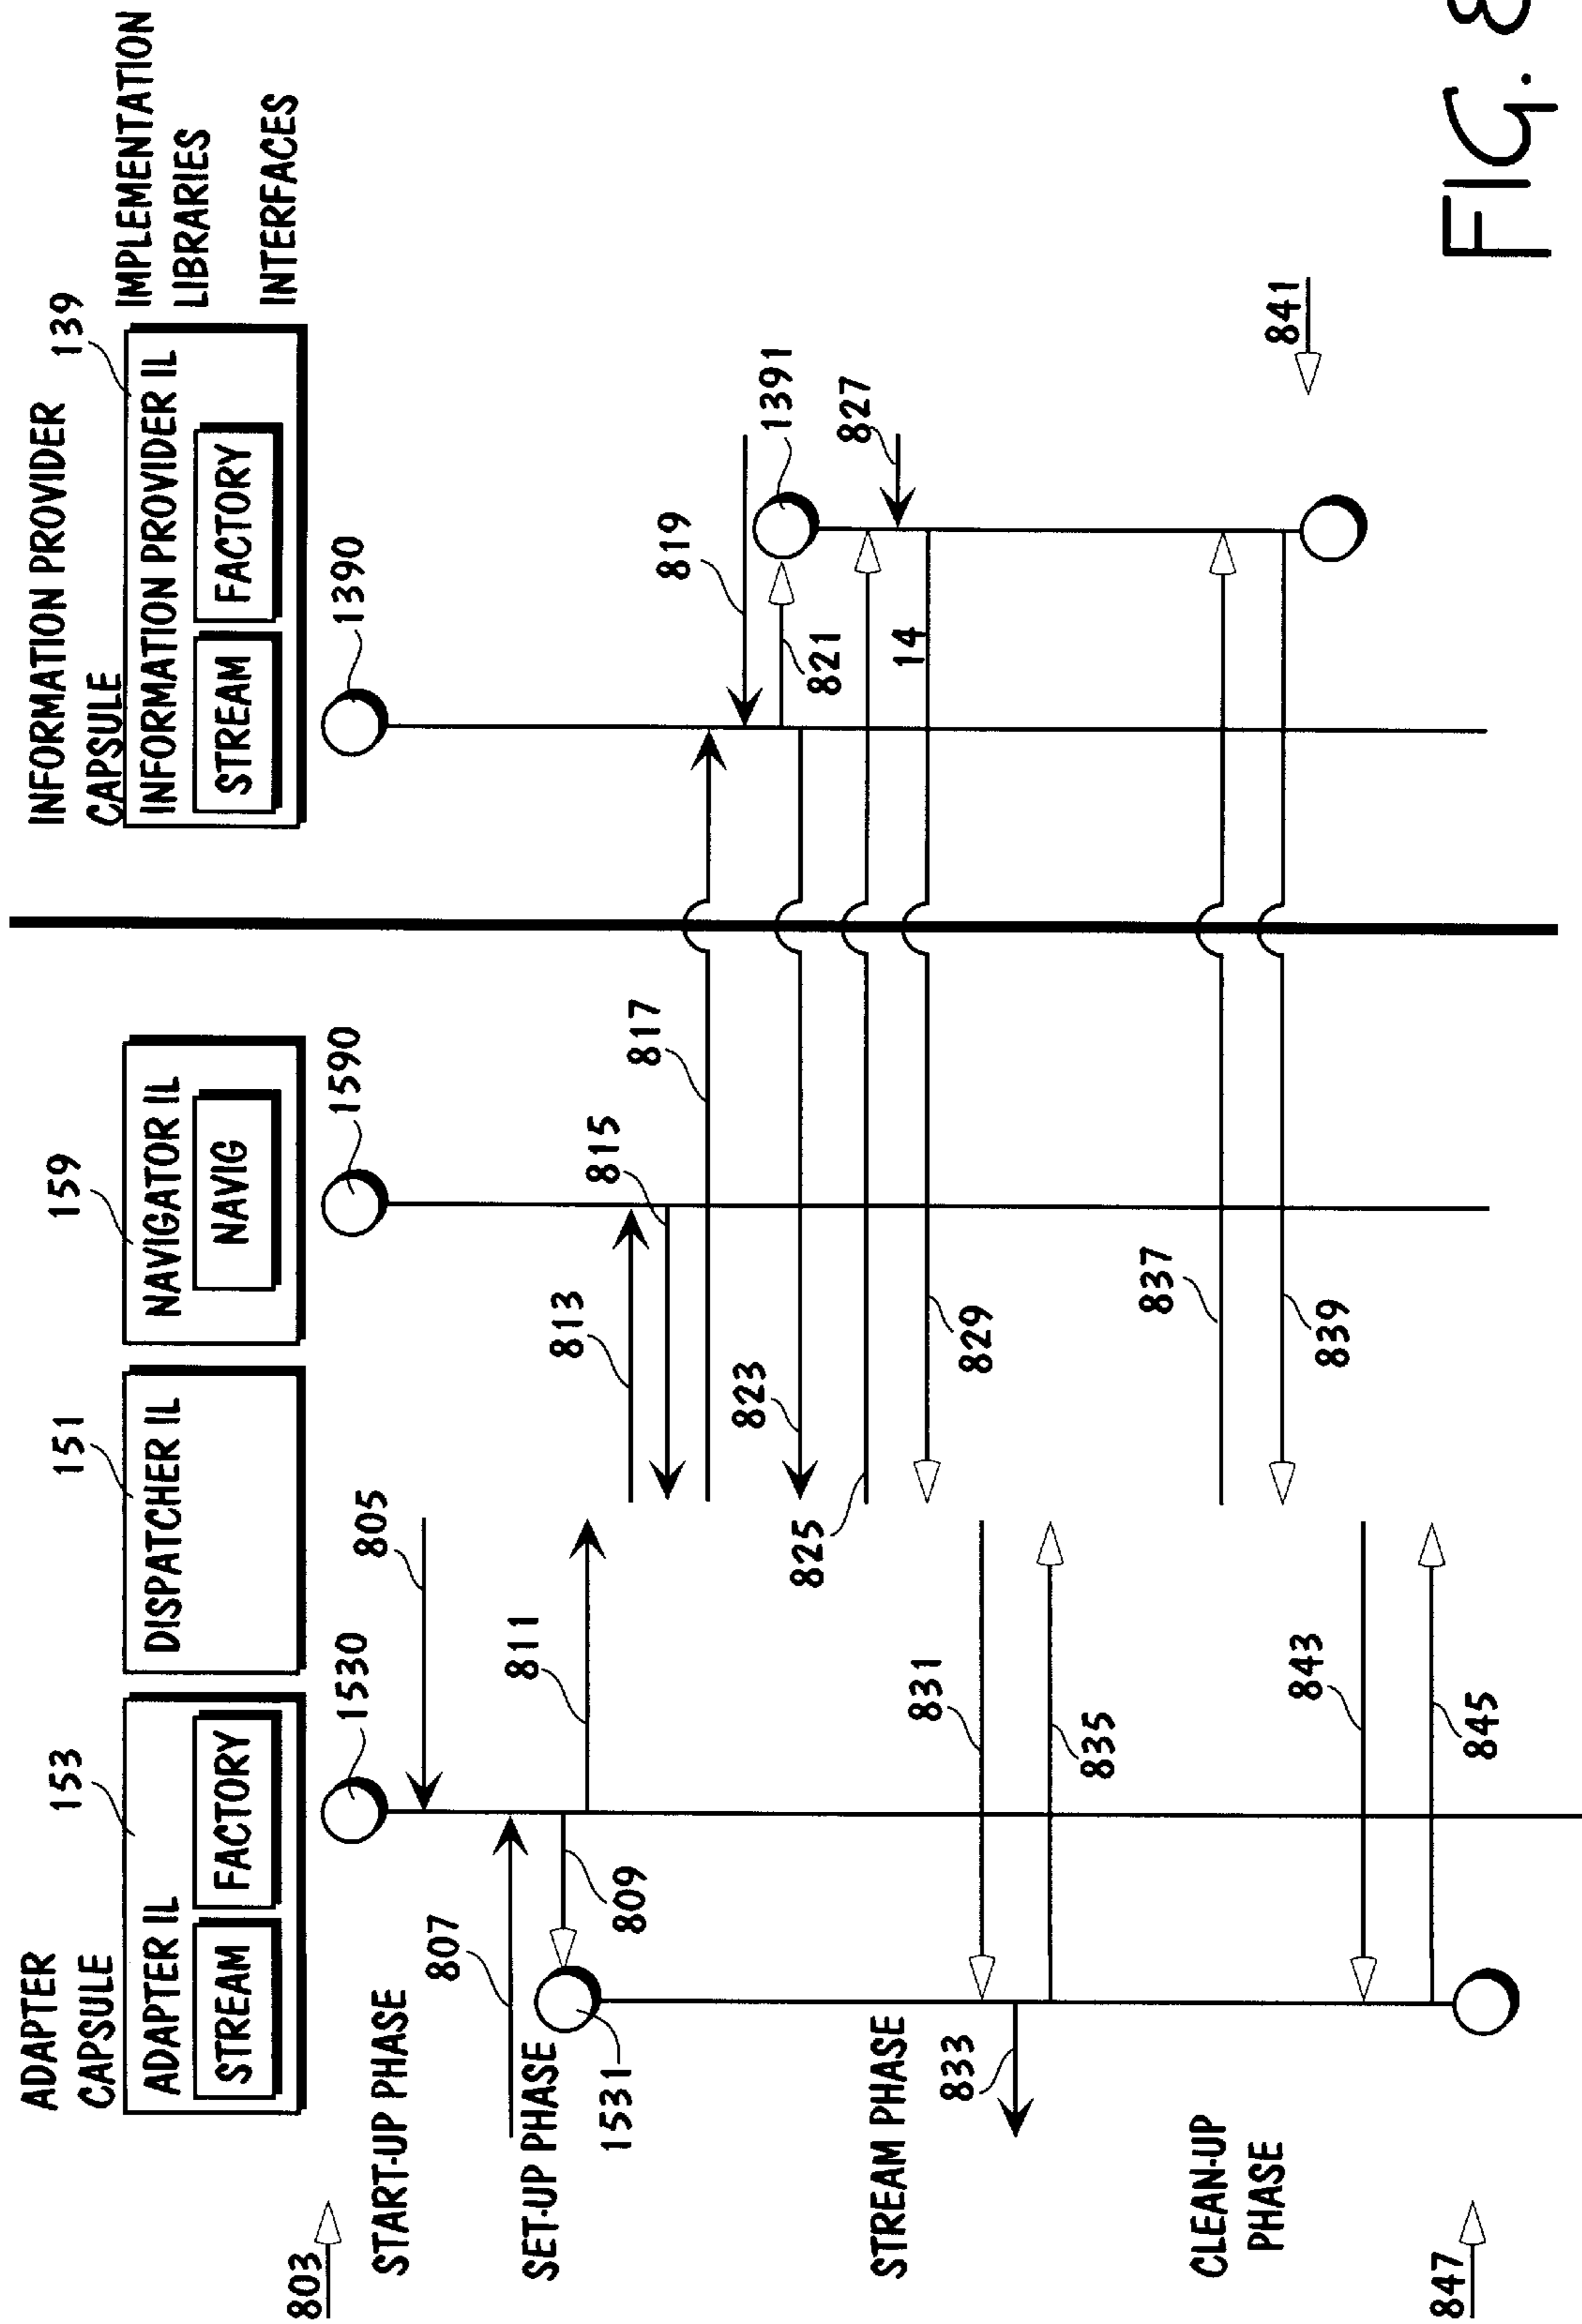 ADAPTER
CAPSULE
INFORMATION PROVIDER
CAPSULE
153
151
159
139
ADAPTER IL
STREAM
FACTORY
DISPATCHER IL
NAVIGATOR IL
NAVIG
INFORMATION PROVIDER IL
STREAM
FACTORY
IMPLEMENTATION
LIBRARIES
INTERFACES
803
1530
1590
1390
START-UP PHASE
805
807
SET-UP PHASE
809
1531
811
813
815
817
819
821
1391
823
825
827
14
829
STREAM PHASE
831
833
835
CLEAN-UP
PHASE
837
839
841
843
845
847
FIG. 8